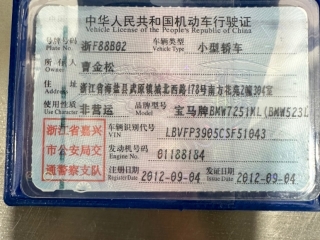 中华人民共和国机动车行驶证
Vehicle License of the People's Republic of China
号牌号码 浙F88BG2 车辆类型 小型轿车
Plate No. Vehicle Type
所有人 曹金松
Owner
住址 浙江省海盐县武原镇城北西路178号南方花苑2幢304室
Address
使用性质 非营运 品牌型号 宝马牌BMW7251ML(BMW523L
Use Character Model
浙江省嘉兴 车辆识别代号 LBVFP3905CSF51043
市公安局交 VIN
通警察支队 发动机号码 01188184
Engine No.
注册日期 2012-09-04 发证日期 2012-09-04
Register Date Issue Date